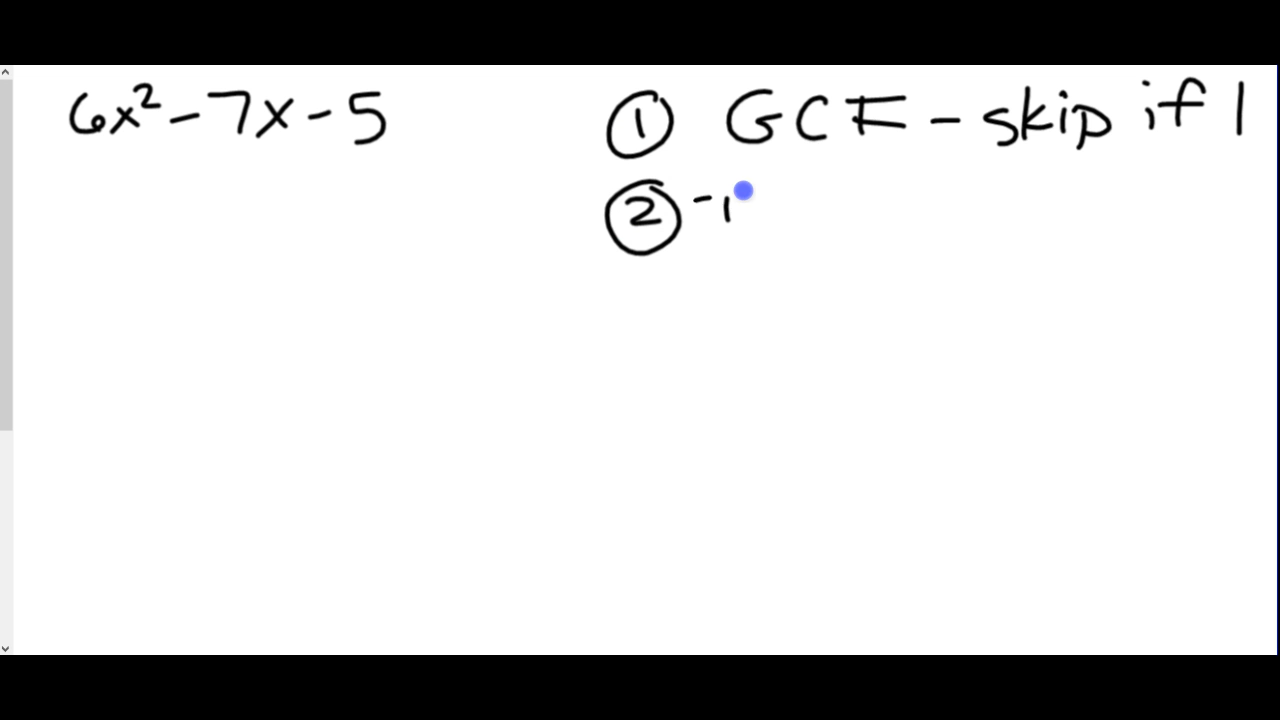 6x² - 7x - 5
① GCF - skip if 1
② -